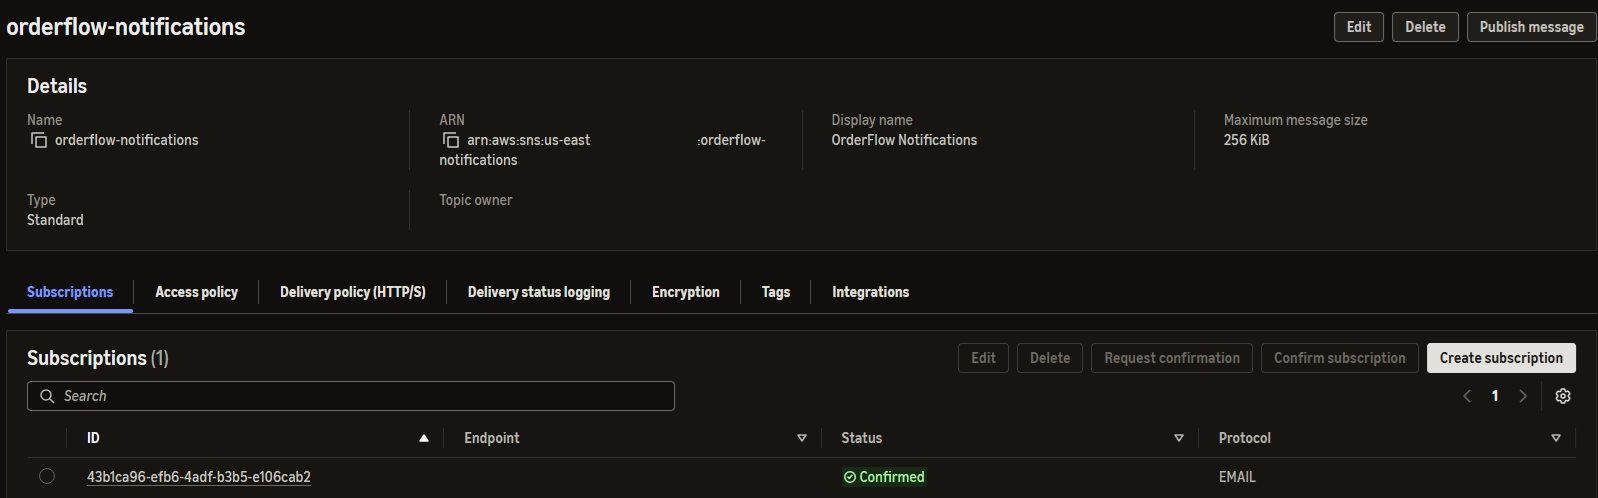 orderflow-notifications
Edit
Delete
Publish message
Details
Name
orderflow-notifications
ARN
arn:aws:sns:us-east :orderflow-
notifications
Display name
OrderFlow Notifications
Maximum message size
256 KiB
Type
Standard
Topic owner
Subscriptions
Access policy
Delivery policy (HTTP/S)
Delivery status logging
Encryption
Tags
Integrations
Subscriptions (1)
Edit
Delete
Request confirmation
Confirm subscription
Create subscription
Search
1
ID
Endpoint
Status
Protocol
43b1ca96-efb6-4adf-b3b5-e106cab2
Confirmed
EMAIL